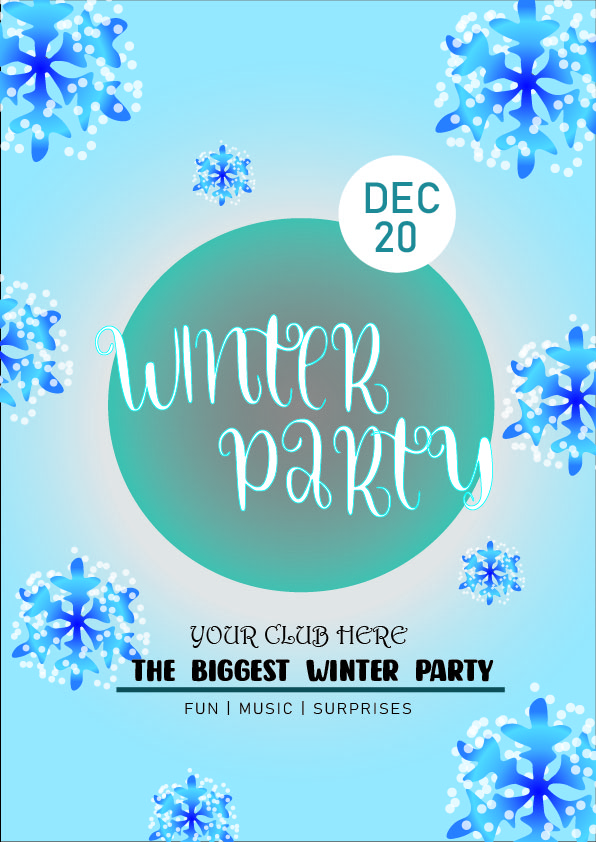 DEC
20
WINTER
PARTY
YOUR CLUB HERE
THE BIGGEST WINTER PARTY
FUN | MUSIC | SURPRISES